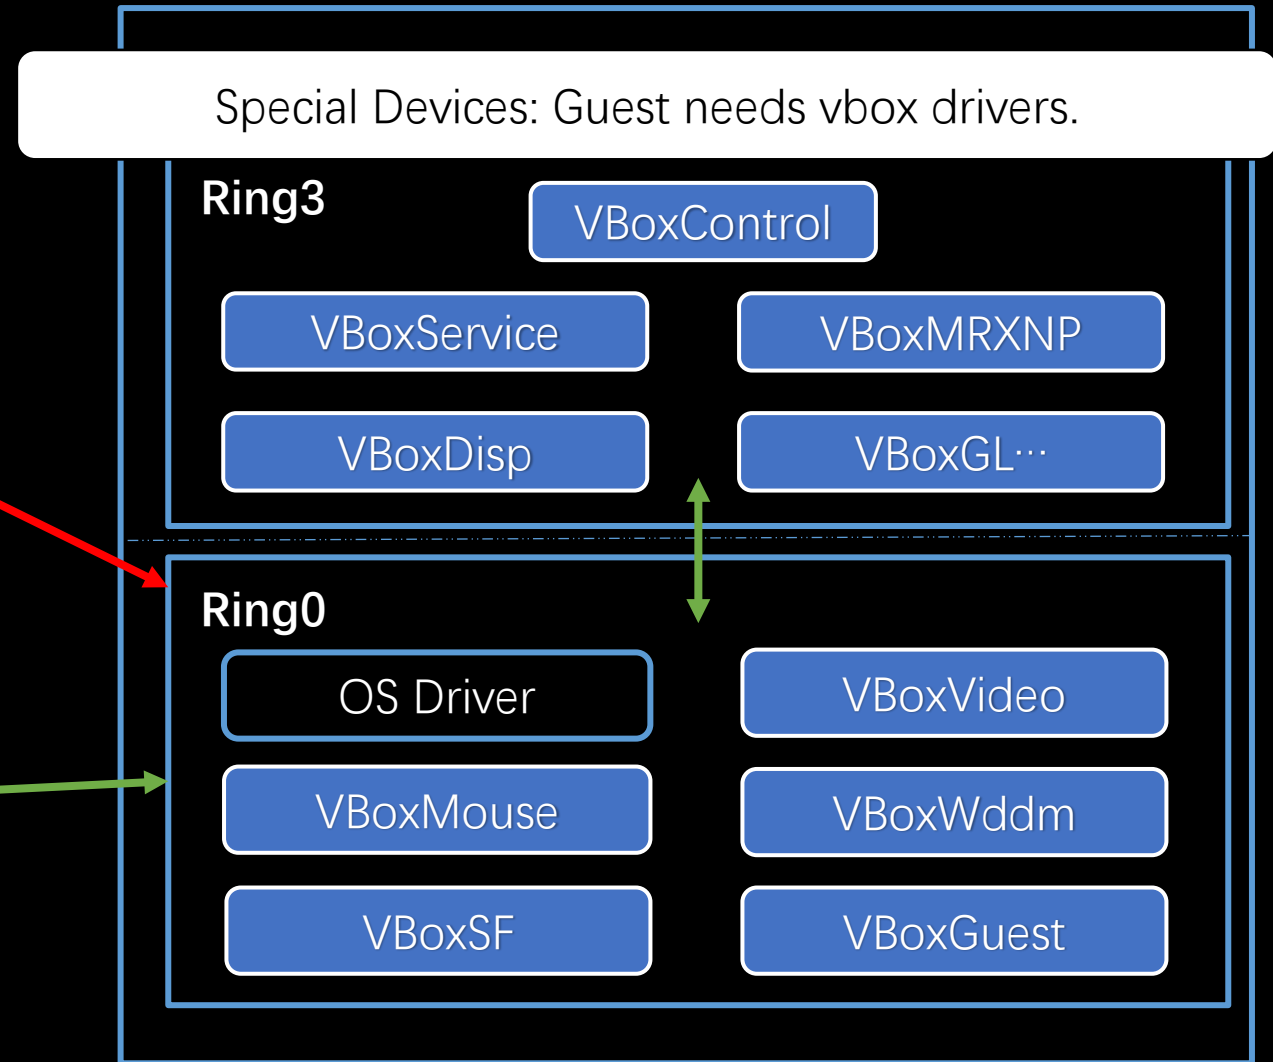 Special Devices: Guest needs vbox drivers.
Ring3
VBoxControl
VBoxService
VBoxMRXNP
VBoxDisp
VBoxGL…
Ring0
OS Driver
VBoxVideo
VBoxMouse
VBoxWddm
VBoxSF
VBoxGuest